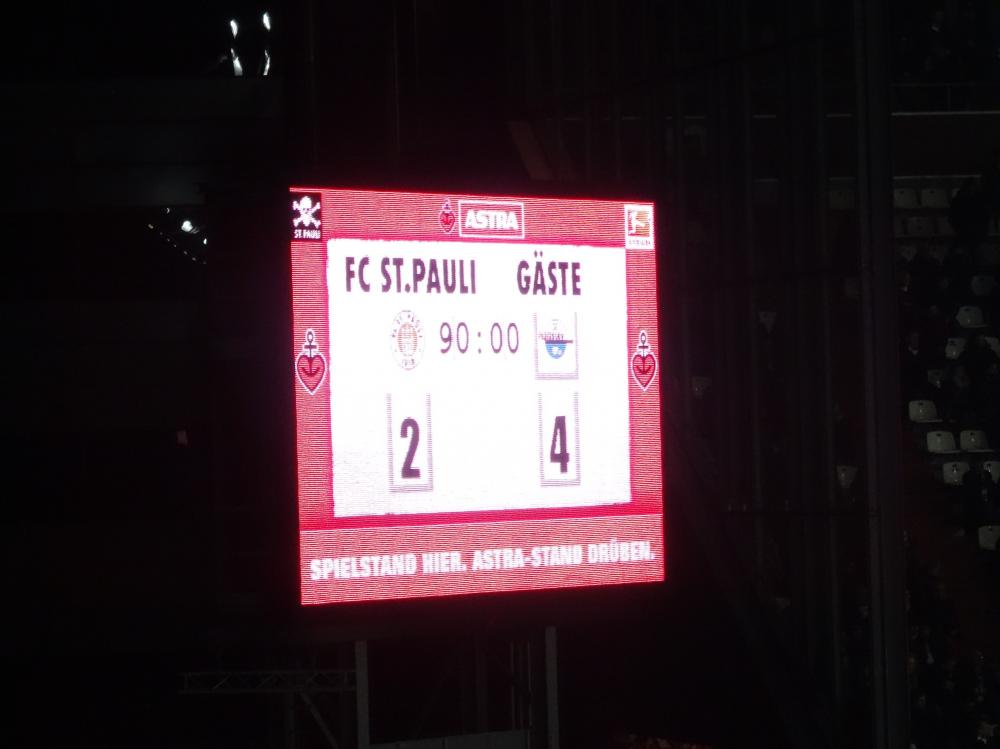 ASTRA
ST. PAULI
FC ST.PAULI GÄSTE
90:00
2 4
SPIELSTAND HIER. ASTRA-STAND DRÜBEN.